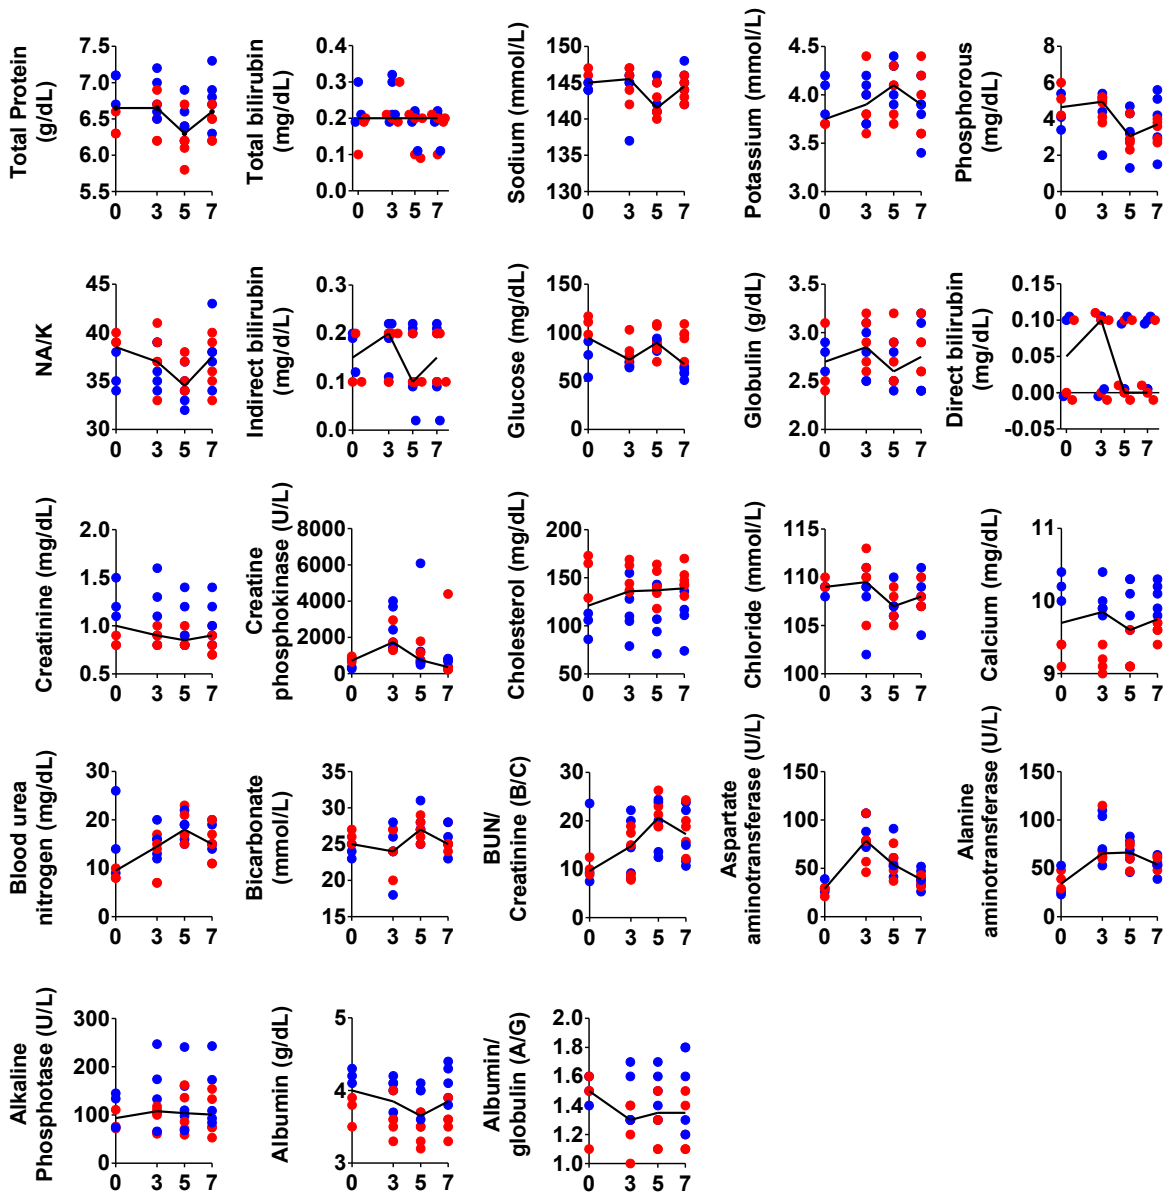 Total Protein
(g/dL)
7.5
7.0
6.5
6.0
5.5
0 3 5 7
Total bilirubin
(mg/dL)
0.4
0.3
0.2
0.1
0.0
0 3 5 7
Sodium (mmol/L)
150
145
140
135
130
0 3 5 7
Potassium (mmol/L)
4.5
4.0
3.5
3.0
0 3 5 7
Phosphorous
(mg/dL)
8
6
4
2
0
0 3 5 7
NA/K
45
40
35
30
0 3 5 7
Indirect bilirubin
(mg/d/L)
0.3
0.2
0.1
0.0
0 3 5 7
Glucose (mg/dL)
150
100
50
0
0 3 5 7
Globulin (g/dL)
3.5
3.0
2.5
2.0
0 3 5 7
Direct bilirubin
(mg/dL)
0.15
0.10
0.05
0.00
-0.05
0 3 5 7
Creatinine (mg/dL)
2.0
1.5
1.0
0.5
0 3 5 7
Creatine
phosphokinase (U/L)
8000
6000
4000
2000
0
0 3 5 7
Cholesterol (mg/dL)
200
150
100
50
0 3 5 7
Chloride (mmol/L)
115
110
105
100
0 3 5 7
Calcium (mg/dL)
11
10
9
0 3 5 7
Blood urea
nitrogen (mg/dL)
30
20
10
0
0 3 5 7
Bicarbonate
(mmol/L)
35
30
25
20
15
0 3 5 7
BUN/
Creatinine (B/C)
30
20
10
0
0 3 5 7
Aspartate
aminotransferase (U/L)
150
100
50
0
0 3 5 7
Alanine
aminotransferase (U/L)
150
100
50
0
0 3 5 7
Alkaline
Phosphotase (U/L)
300
200
100
0
0 3 5 7
Albumin (g/dL)
5
4
3
0 3 5 7
Albumin/
globulin (A/G)
2.0
1.8
1.6
1.4
1.2
1.0
0 3 5 7